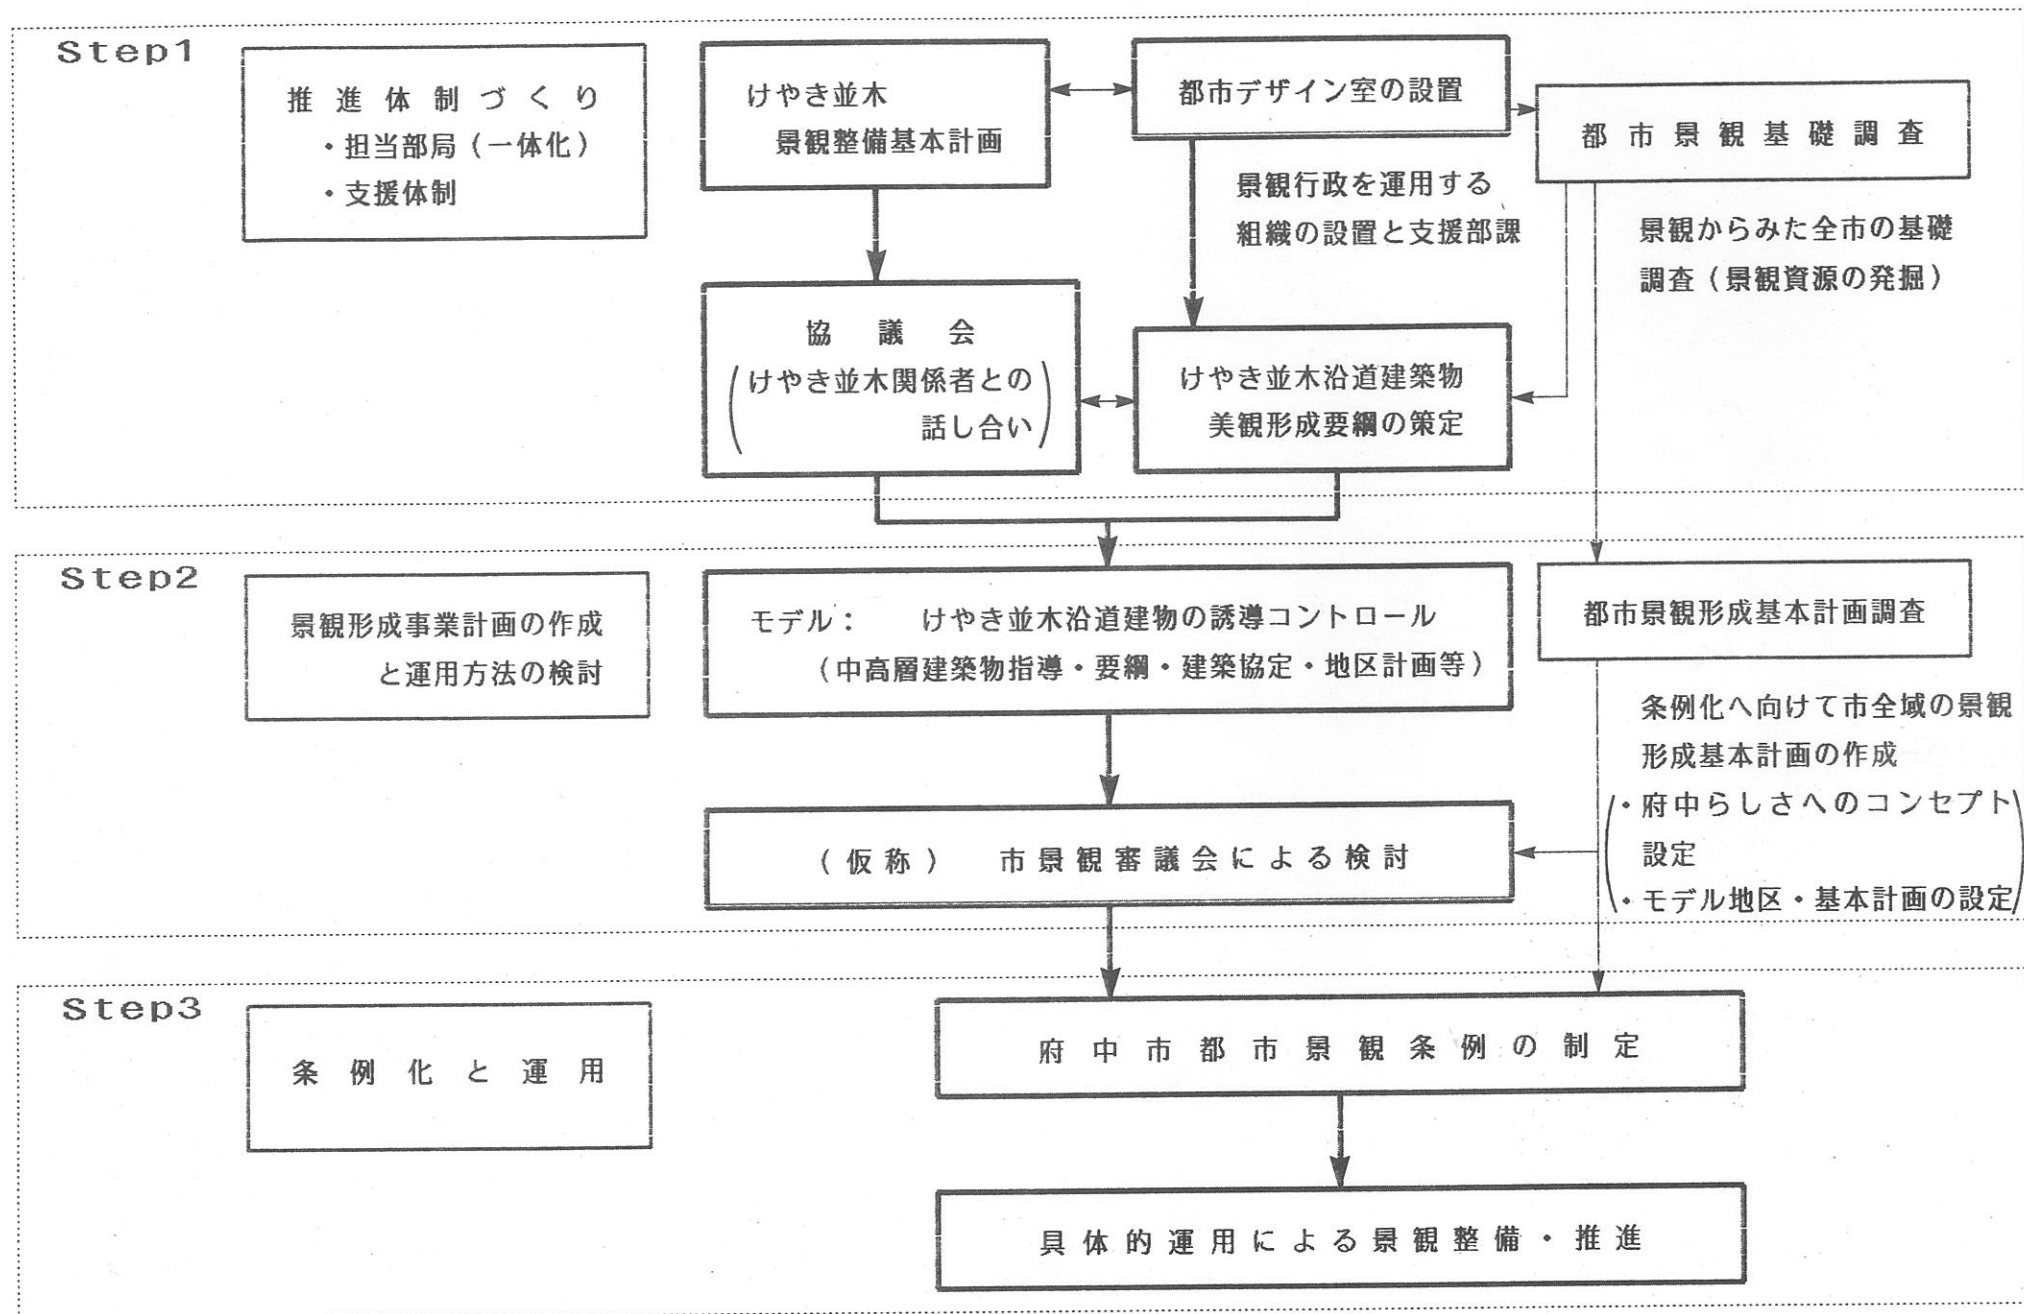 Step1
推進体制づくり
・担当部局（一体化）
・支援体制
けやき並木
景観整備基本計画
都市デザイン室の設置
都市景観基礎調査
景観行政を運用する
組織の設置と支援部課
景観からみた全市の基礎
調査（景観資源の発掘）
協議会
（けやき並木関係者との
話し合い）
けやき並木沿道建築物
美観形成要綱の策定
Step2
景観形成事業計画の作成
と運用方法の検討
モデル：　けやき並木沿道建物の誘導コントロール
（中高層建築物指導・要綱・建築協定・地区計画等）
都市景観形成基本計画調査
条例化へ向けて市全域の景観
形成基本計画の作成
（・府中らしさへのコンセプト
設定
・モデル地区・基本計画の設定）
（仮称）　市景観審議会による検討
Step3
条例化と運用
府中市都市景観条例の制定
具体的運用による景観整備・推進